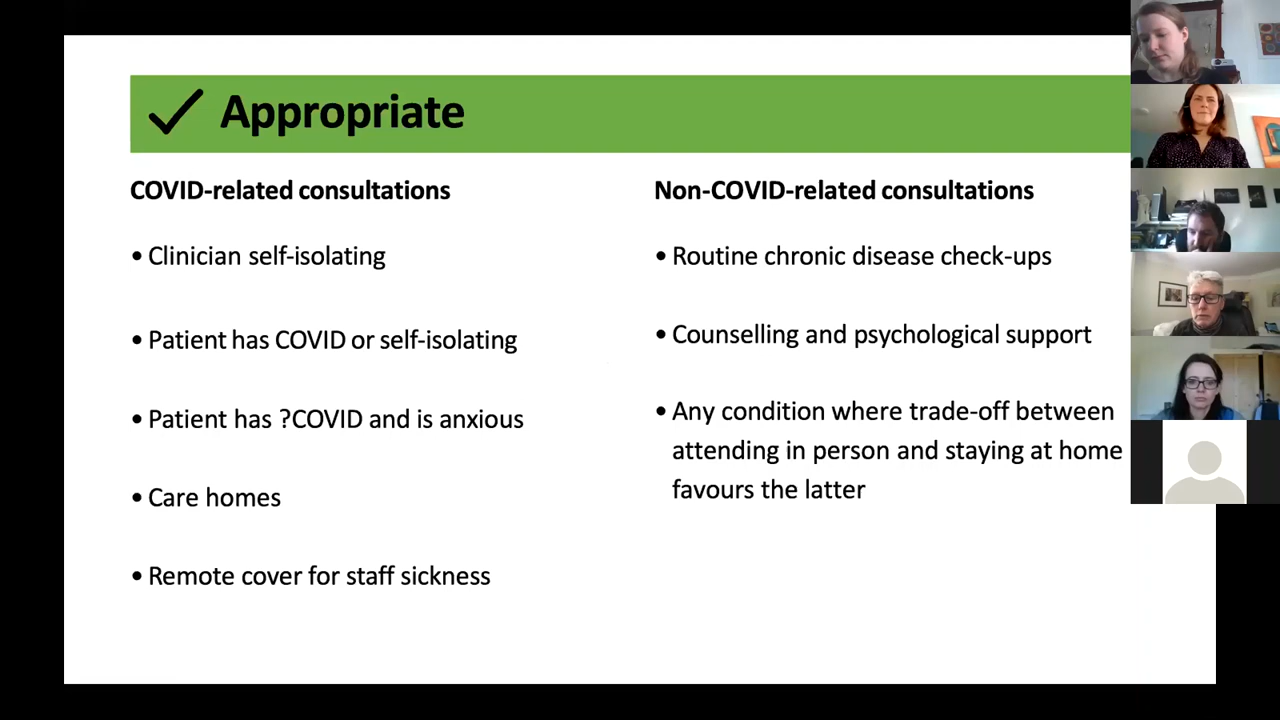 Appropriate
COVID-related consultations
• Clinician self-isolating
• Patient has COVID or self-isolating
• Patient has ?COVID and is anxious
• Care homes
• Remote cover for staff sickness
Non-COVID-related consultations
• Routine chronic disease check-ups
• Counselling and psychological support
• Any condition where trade-off between
attending in person and staying at home
favours the latter